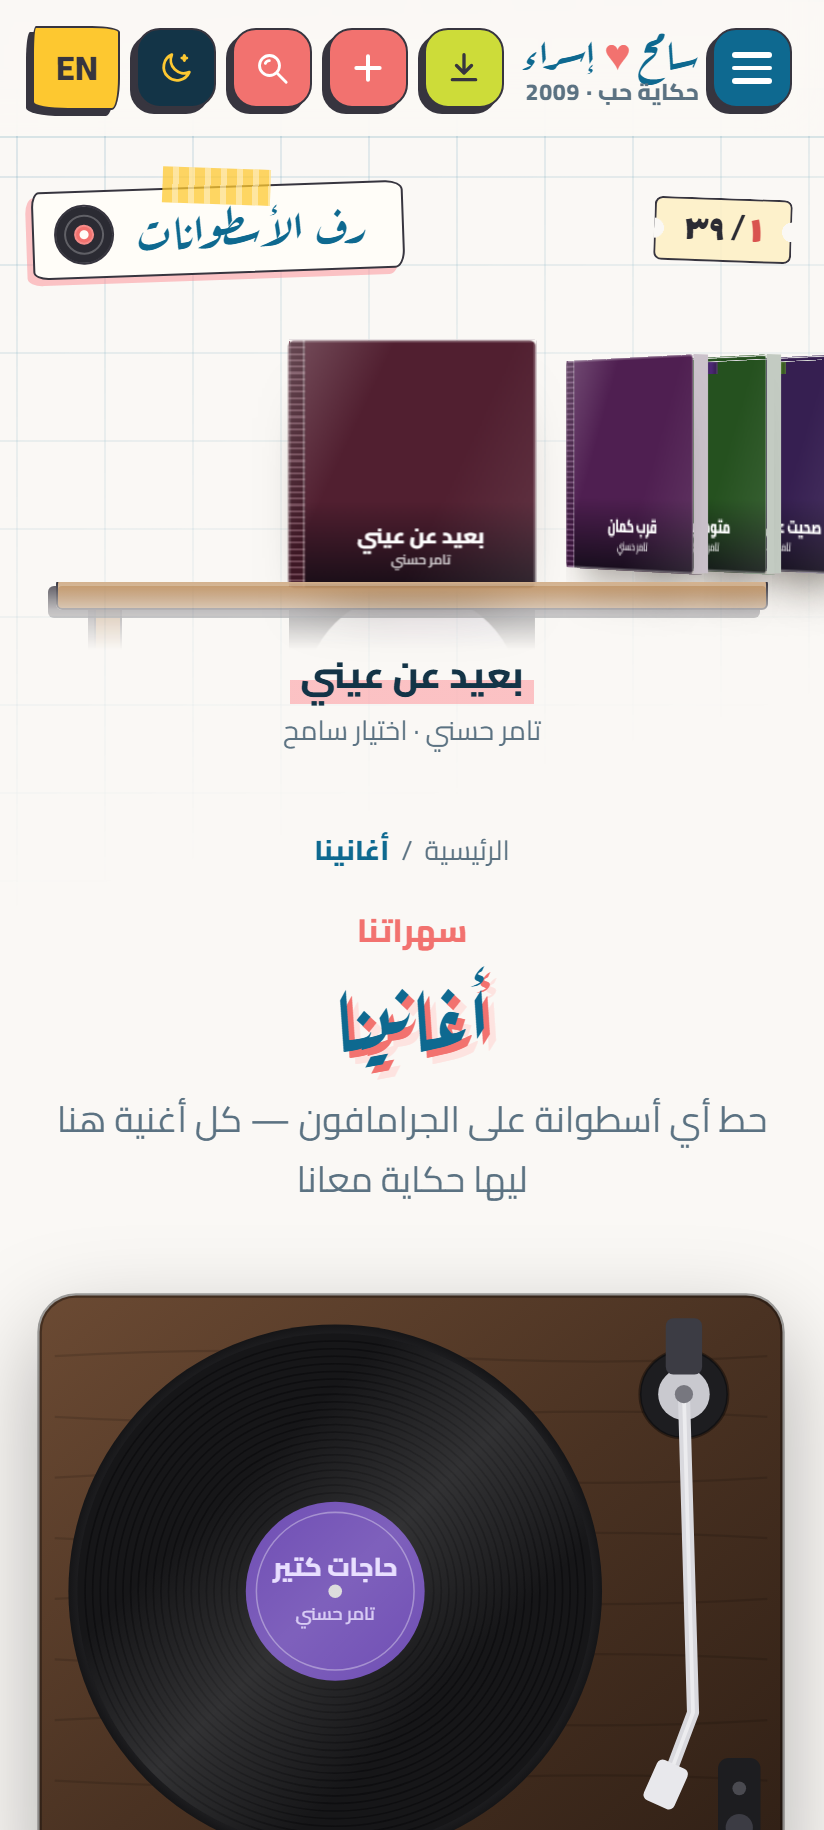 سامح ♥ إسراء
حكاية حب · 2009
EN
رف الأسطوانات
١ / ٣٩
بعيد عن عيني
تامر حسني
قرب كمان
تامر حسني
صحيت
بعيد عن عيني
تامر حسني · اختيار سامح
الرئيسية / أغانينا
سهراتنا
أغانينا
حط أي أسطوانة على الجرامافون — كل أغنية هنا
ليها حكاية معانا
حاجات كتير
تامر حسني